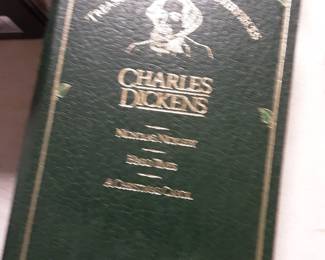 CHARLES
DICKENS
NICHOLAS NICKLEBY
HARD TIMES
A CHRISTMAS CAROL